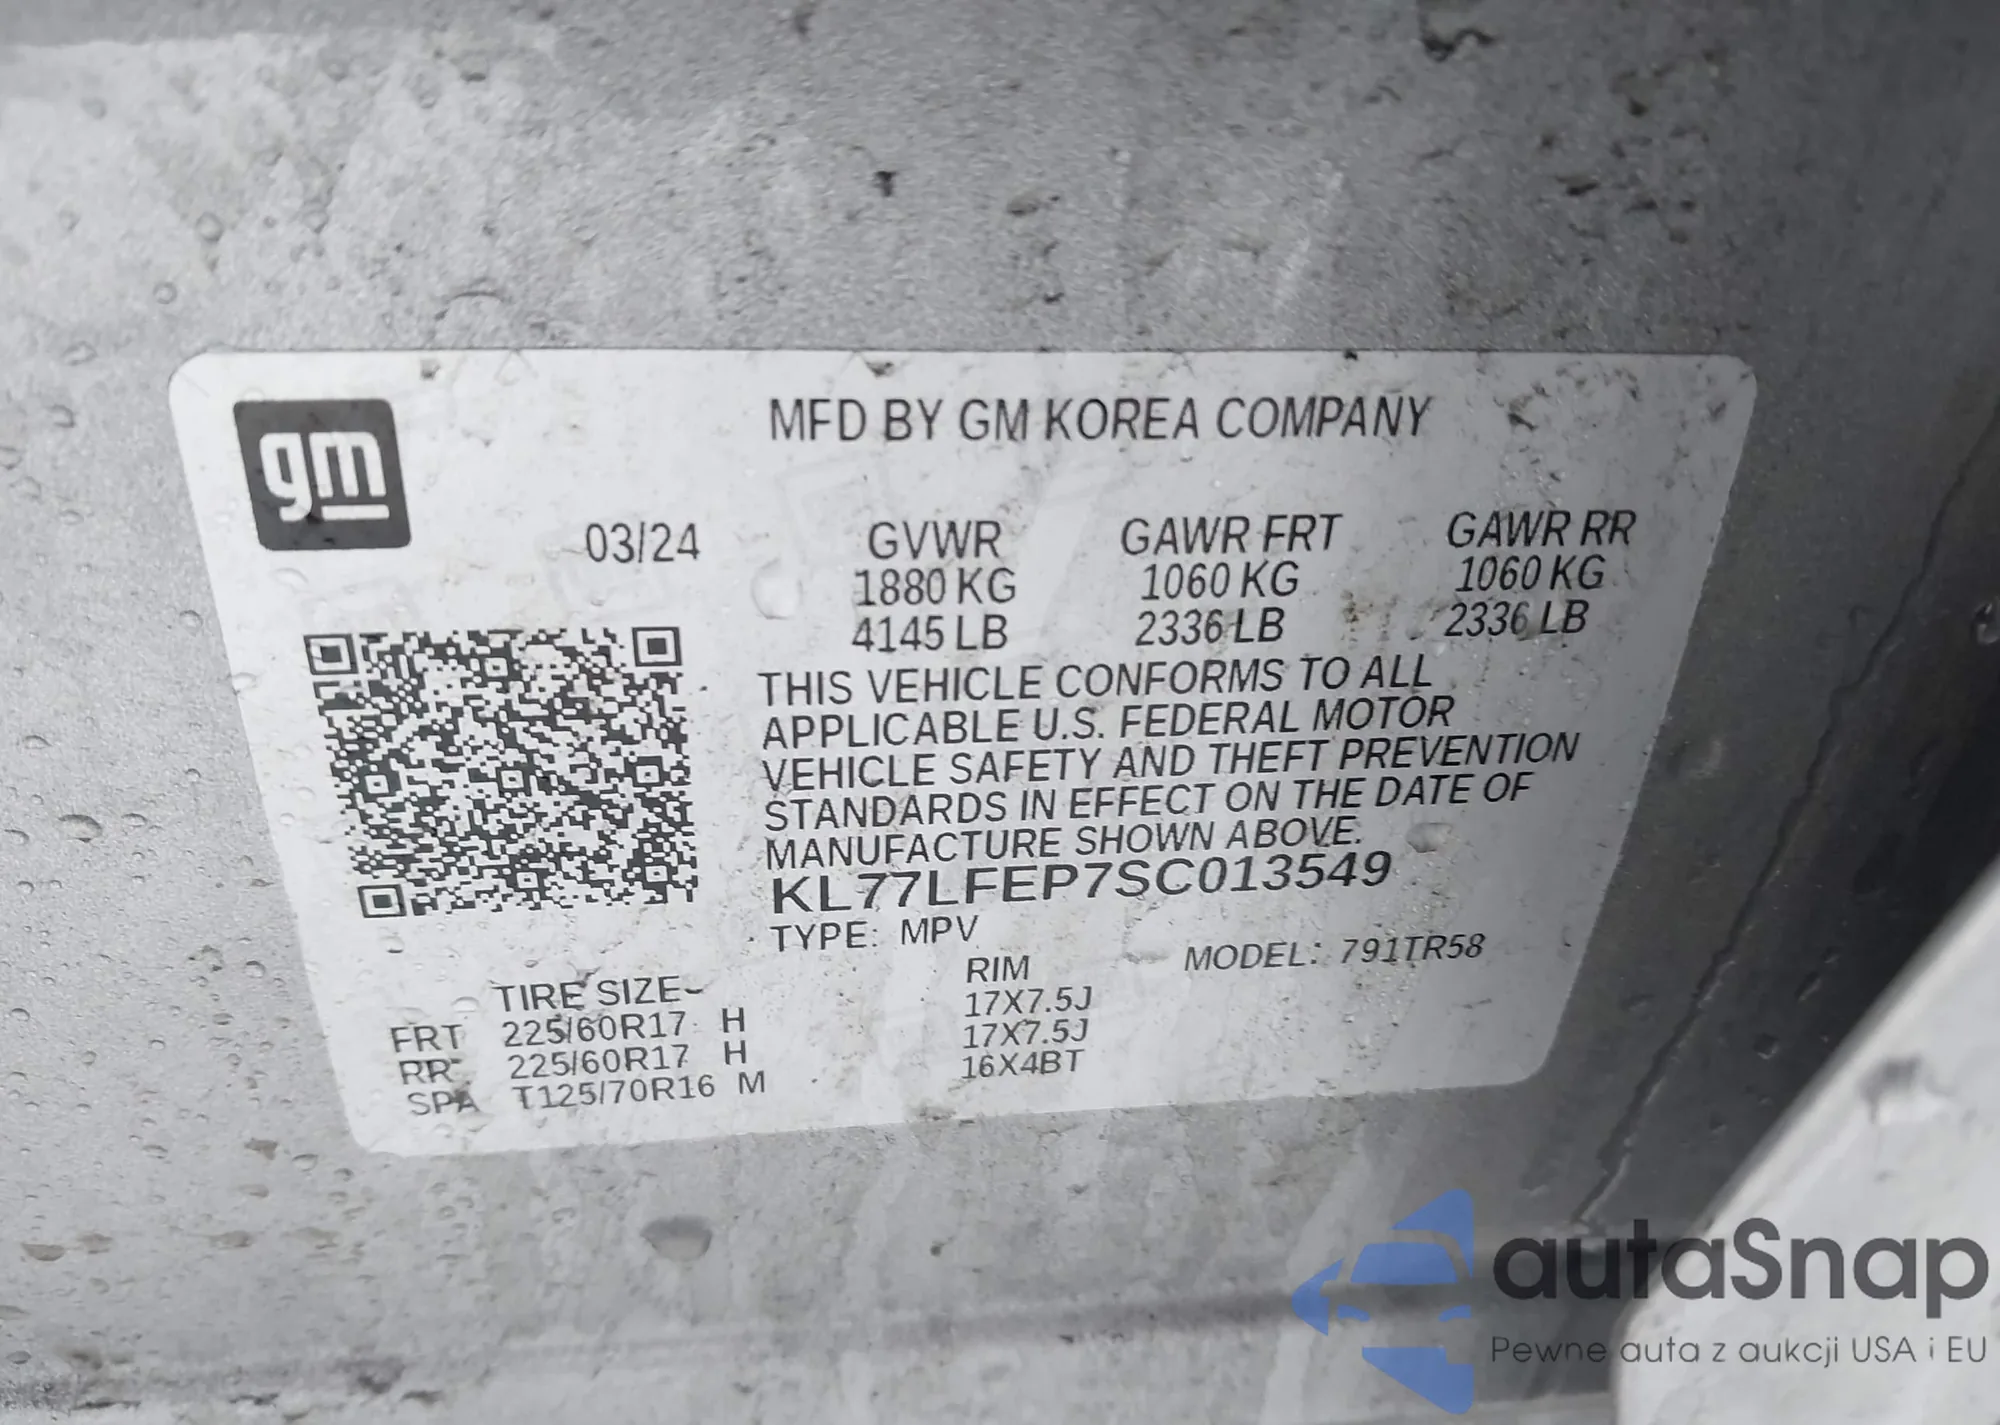 gm
MFD BY GM KOREA COMPANY
03/24
GVWR GAWR FRT GAWR RR
1880 KG 1060 KG 1060 KG
4145 LB 2336 LB 2336 LB
THIS VEHICLE CONFORMS TO ALL
APPLICABLE U.S. FEDERAL MOTOR
VEHICLE SAFETY AND THEFT PREVENTION
STANDARDS IN EFFECT ON THE DATE OF
MANUFACTURE SHOWN ABOVE.
KL77LFEP7SC013549
TYPE: MPV MODEL: 791TR58
TIRE SIZE RIM
FRT 225/60R17 H 17X7.5J
RR 225/60R17 H 17X7.5J
SPA T125/70R16 M 16X4BT
autaSnap
Pewne auta z aukcji USA i EU